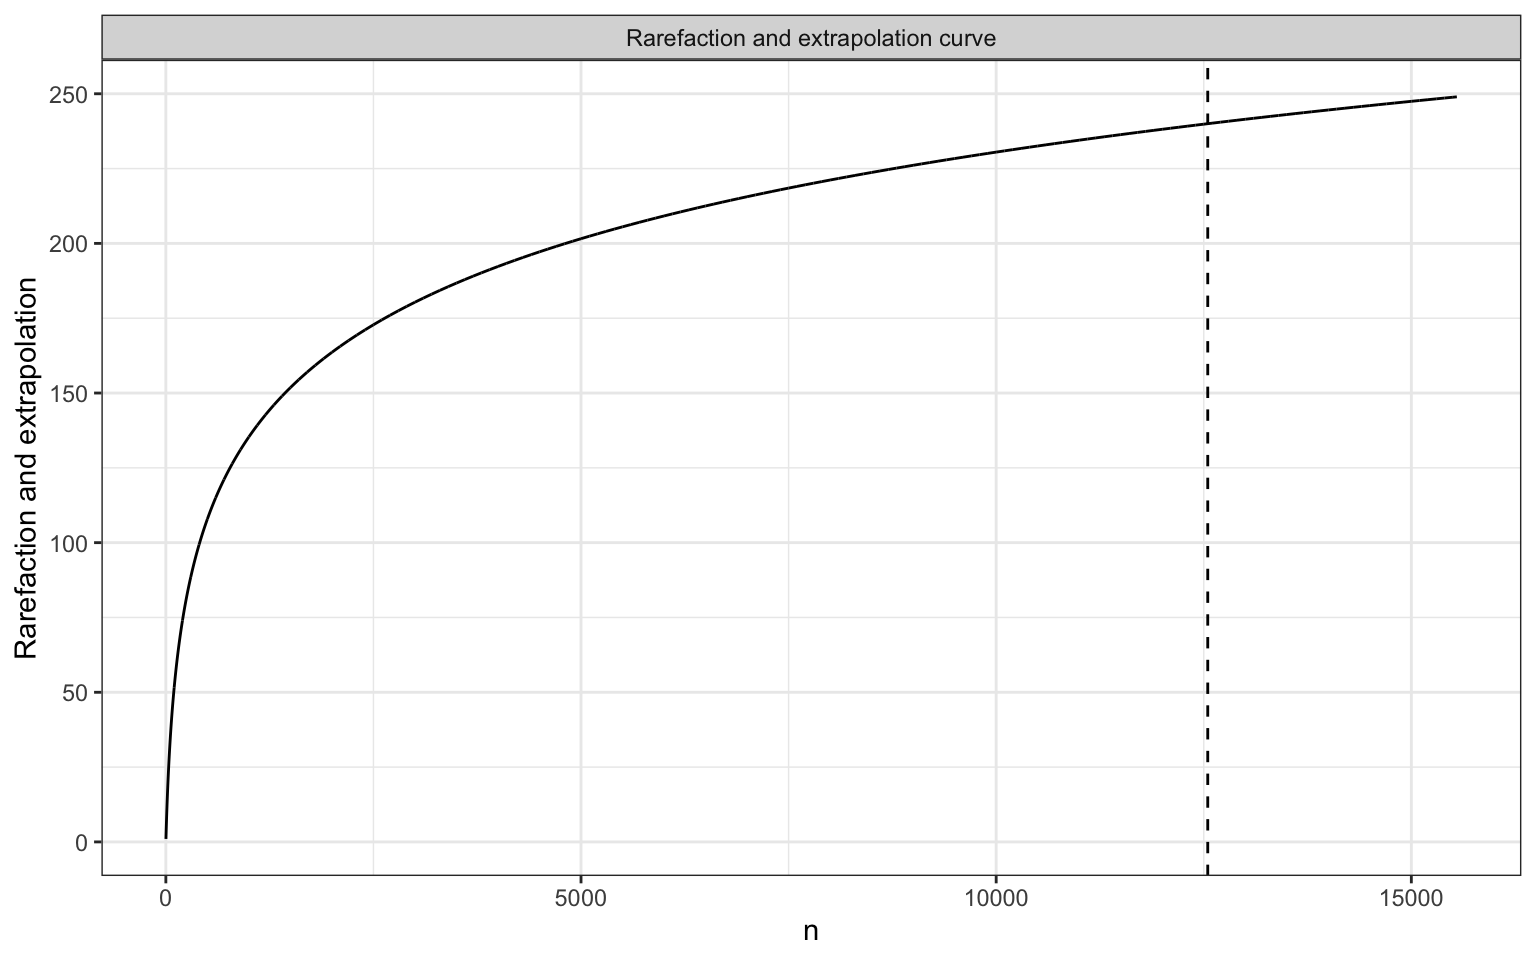 Rarefaction and extrapolation curve
Rarefaction and extrapolation
250
200
150
100
50
0
0 5000 10000 15000
n